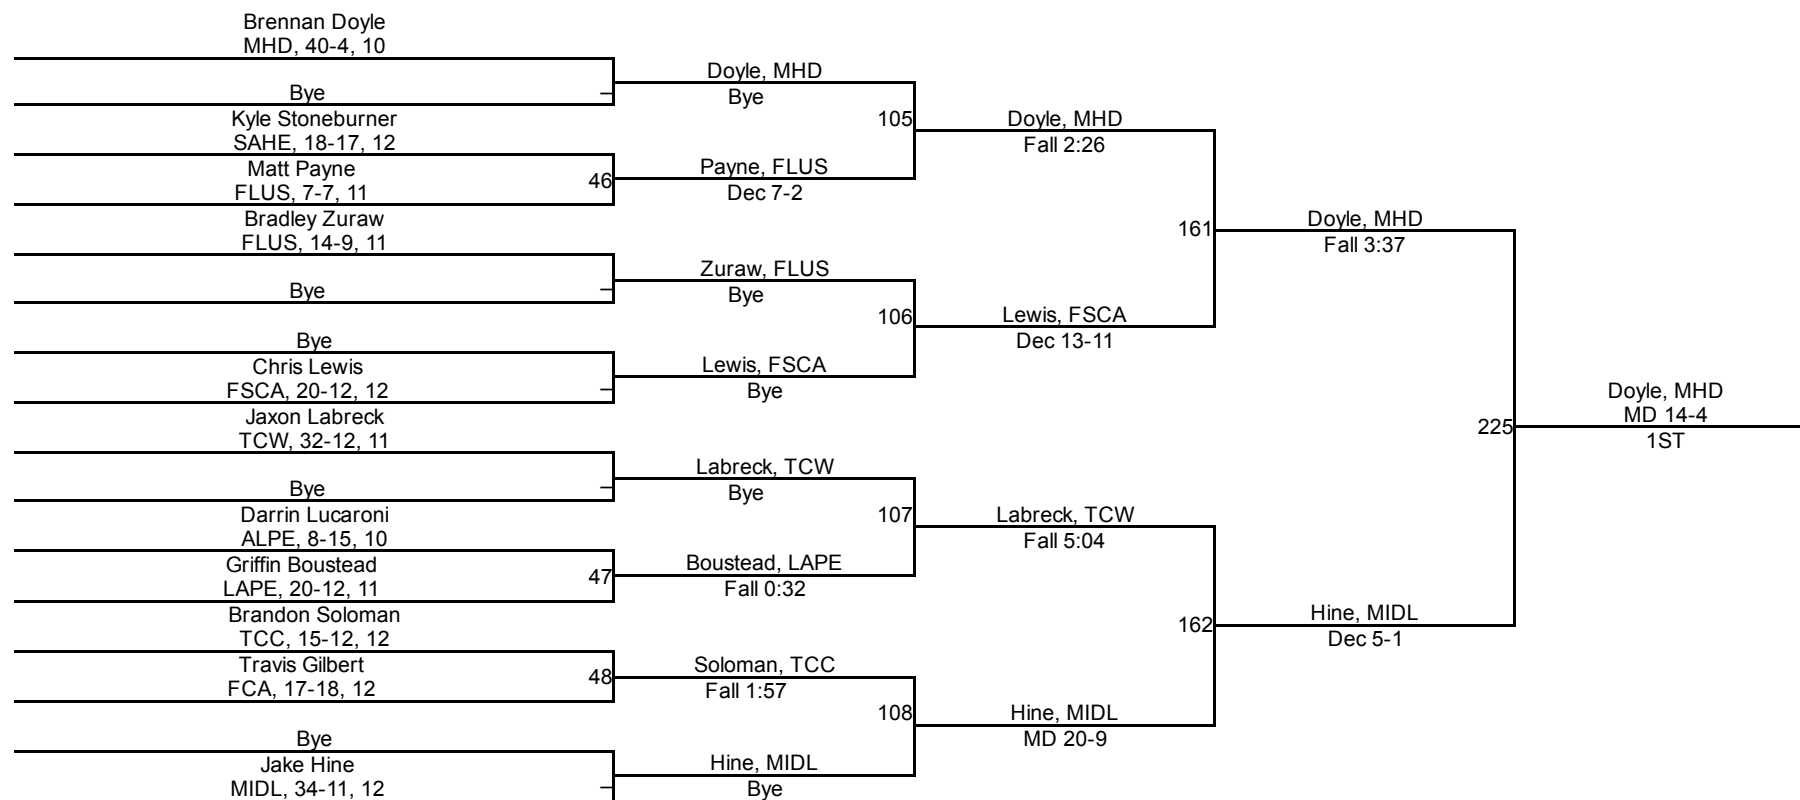 Brennan Doyle
MHD, 40-4, 10
Bye
Kyle Stoneburner
SAHE, 18-17, 12
Matt Payne
FLUS, 7-7, 11
46
Bradley Zuraw
FLUS, 14-9, 11
Bye
Bye
Chris Lewis
FSCA, 20-12, 12
Jaxon Labreck
TCW, 32-12, 11
Bye
Darrin Lucaroni
ALPE, 8-15, 10
Griffin Boustead
LAPE, 20-12, 11
47
Brandon Soloman
TCC, 15-12, 12
Travis Gilbert
FCA, 17-18, 12
48
Bye
Jake Hine
MIDL, 34-11, 12
Doyle, MHD
Bye
105
Payne, FLUS
Dec 7-2
Zuraw, FLUS
Bye
106
Lewis, FSCA
Bye
Labreck, TCW
Bye
107
Boustead, LAPE
Fall 0:32
Soloman, TCC
Fall 1:57
108
Hine, MIDL
Bye
Doyle, MHD
Fall 2:26
161
Lewis, FSCA
Dec 13-11
Labreck, TCW
Fall 5:04
162
Hine, MIDL
MD 20-9
Doyle, MHD
Fall 3:37
225
Hine, MIDL
Dec 5-1
Doyle, MHD
MD 14-4
1ST